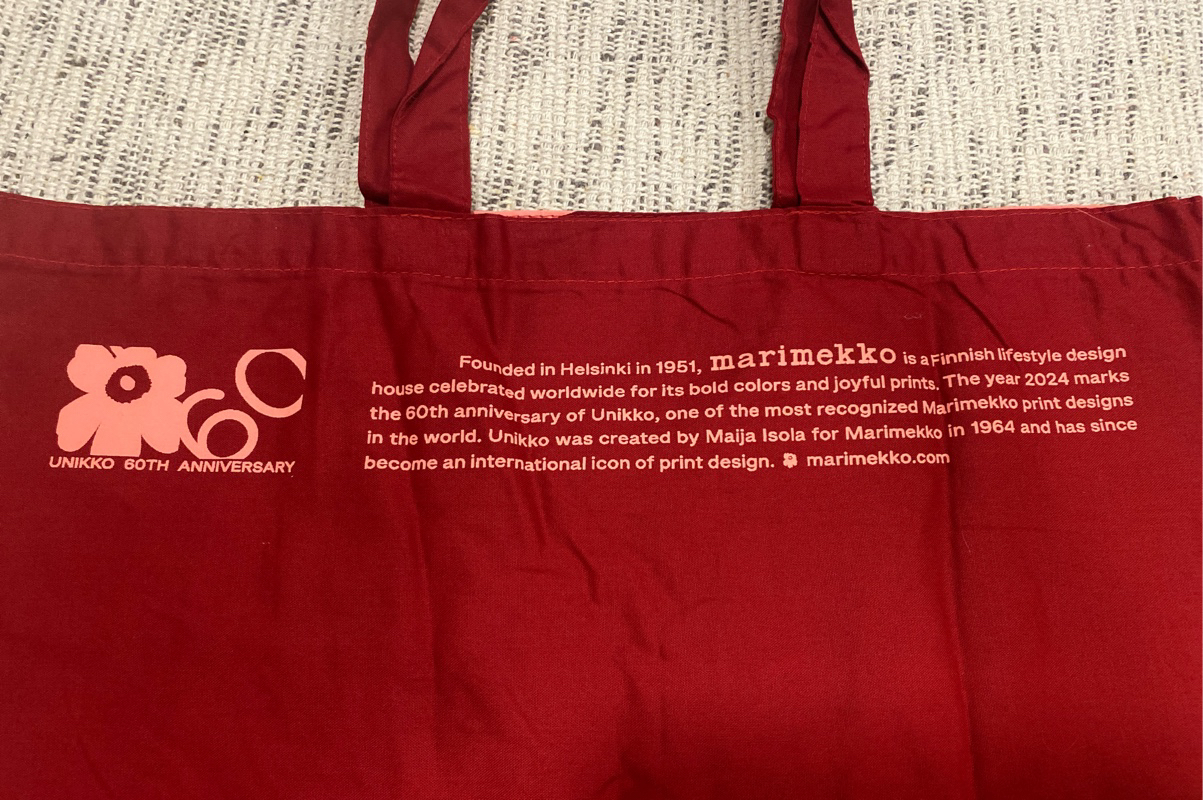 60
UNIKKO 60TH ANNIVERSARY
Founded in Helsinki in 1951, marimekko is a Finnish lifestyle design
house celebrated worldwide for its bold colors and joyful prints. The year 2024 marks
the 60th anniversary of Unikko, one of the most recognized Marimekko print designs
in the world. Unikko was created by Maija Isola for Marimekko in 1964 and has since
become an international icon of print design. marimekko.com